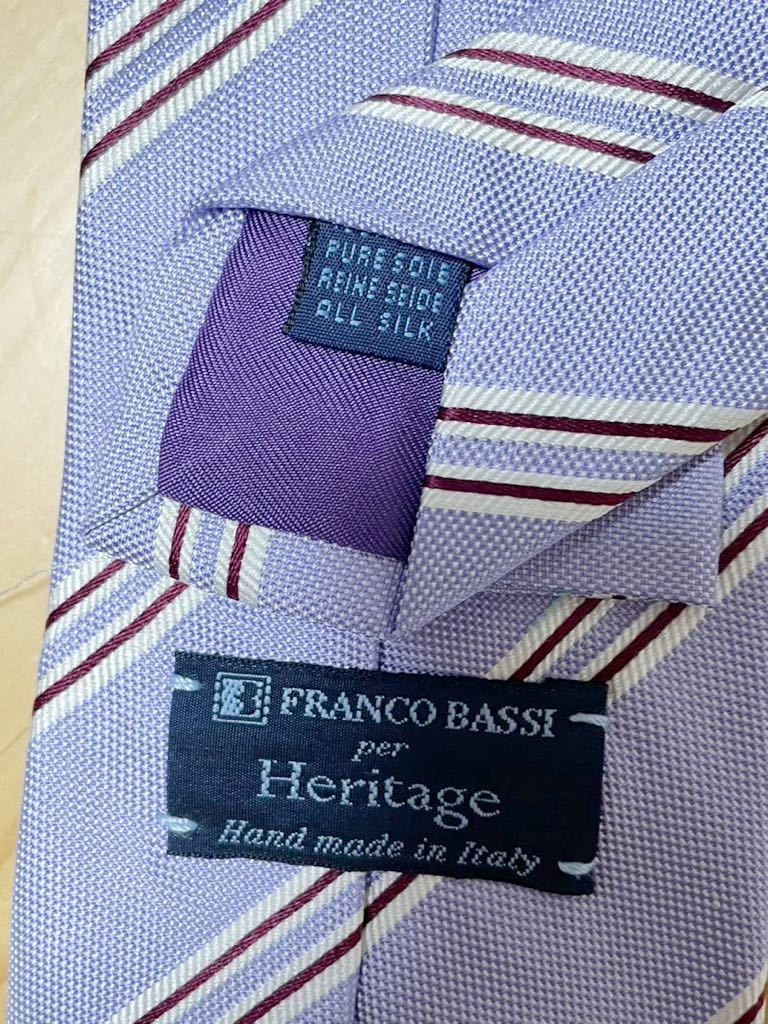 PURE SOIE
REINE SEIDE
ALL SILK
FRANCO BASSI
per
Heritage
Hand made in Italy